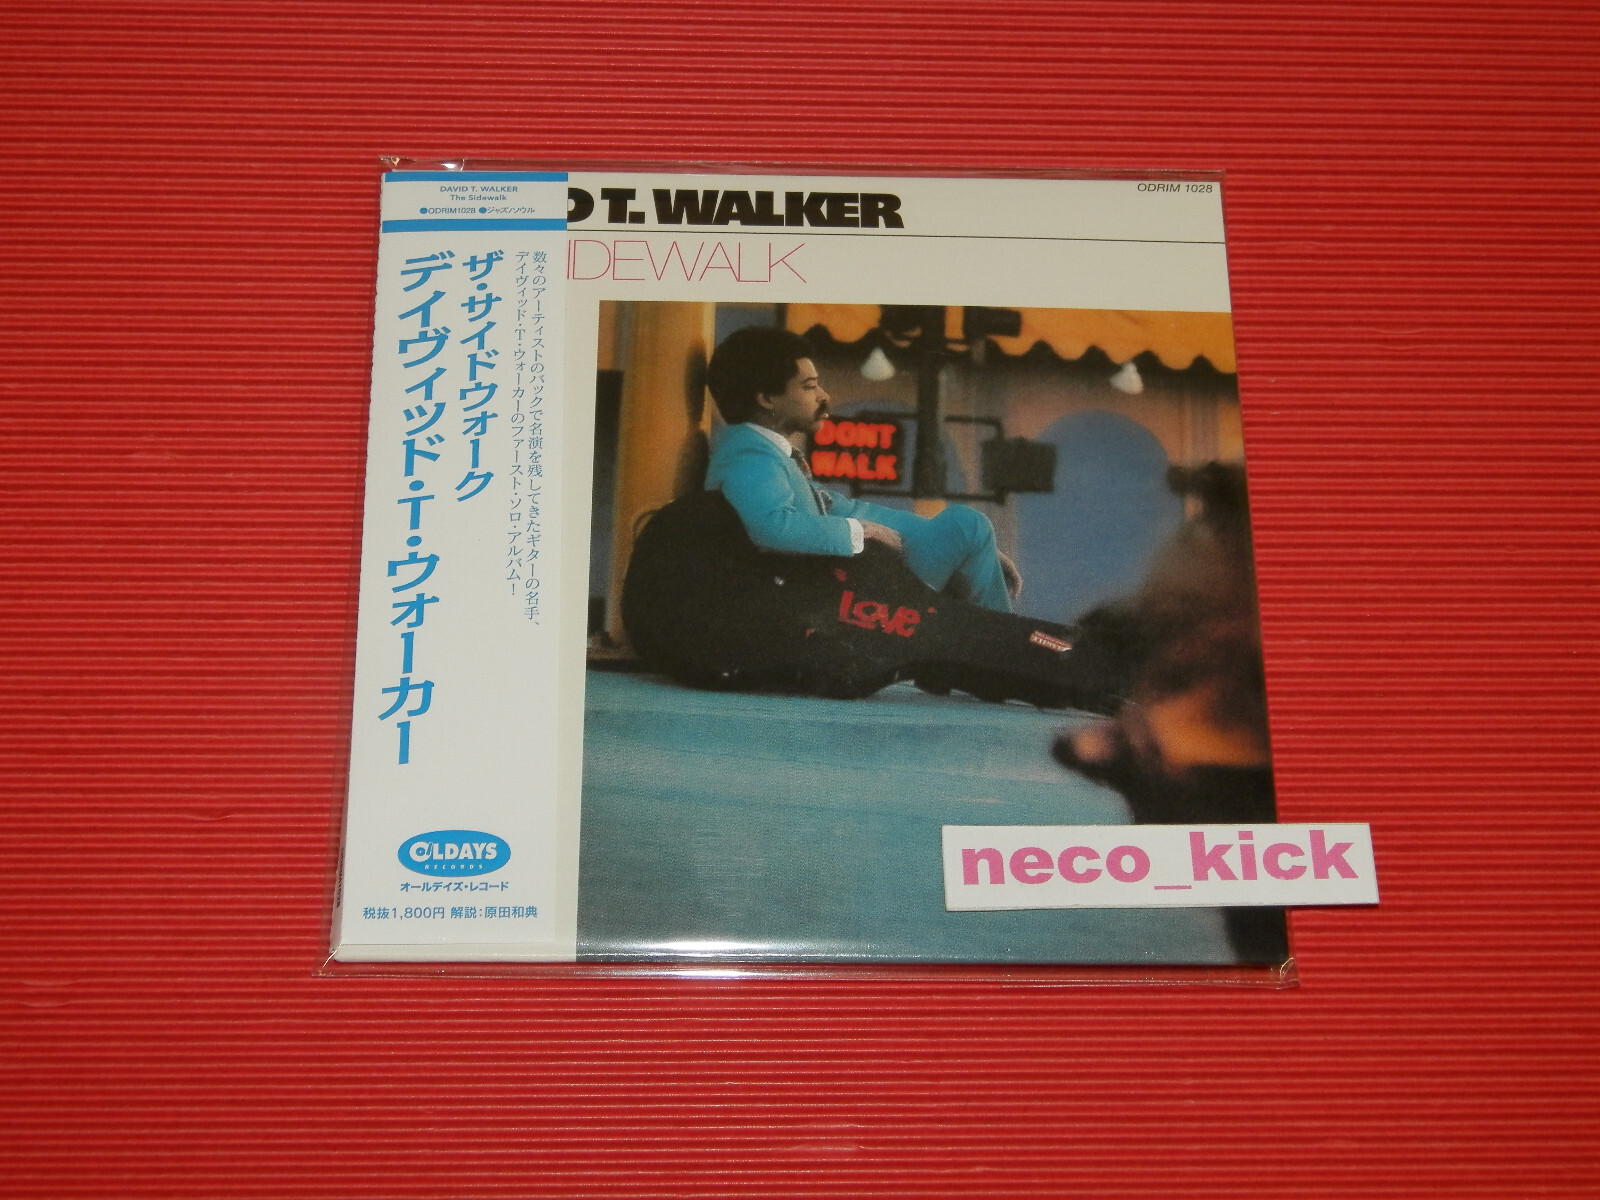 DAVID T. WALKER
The Sidewalk
●ODRIM1028 ●ジャズ/ソウル
数々のアーティストのバックで名演を残してきたギターの名手、
デイヴィッド・T・ウォーカーのファースト・ソロ・アルバム!
ザ・サイドウォーク
デイヴィッド・T・ウォーカー
OLDAYS
RECORDS
オールデイズ・レコード
税抜1,800円 解説:原田和典
D T. WALKER
IDEWALK
ODRIM 1028
DONT
WALK
Love
neco_kick